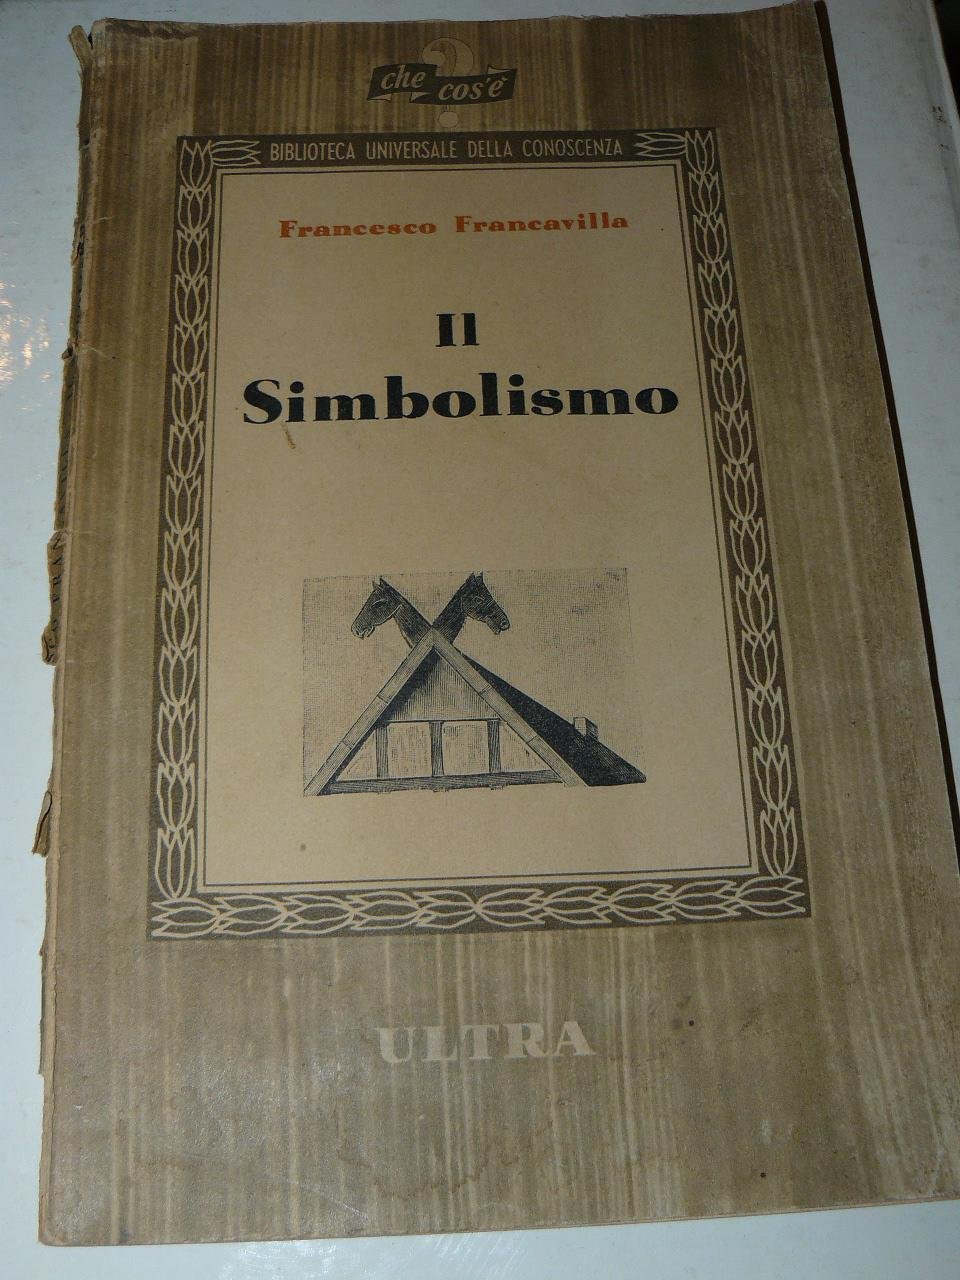 che
cos'è
BIBLIOTECA UNIVERSALE DELLA CONOSCENZA
Francesco Francavilla
Il
Simbolismo
ULTRA